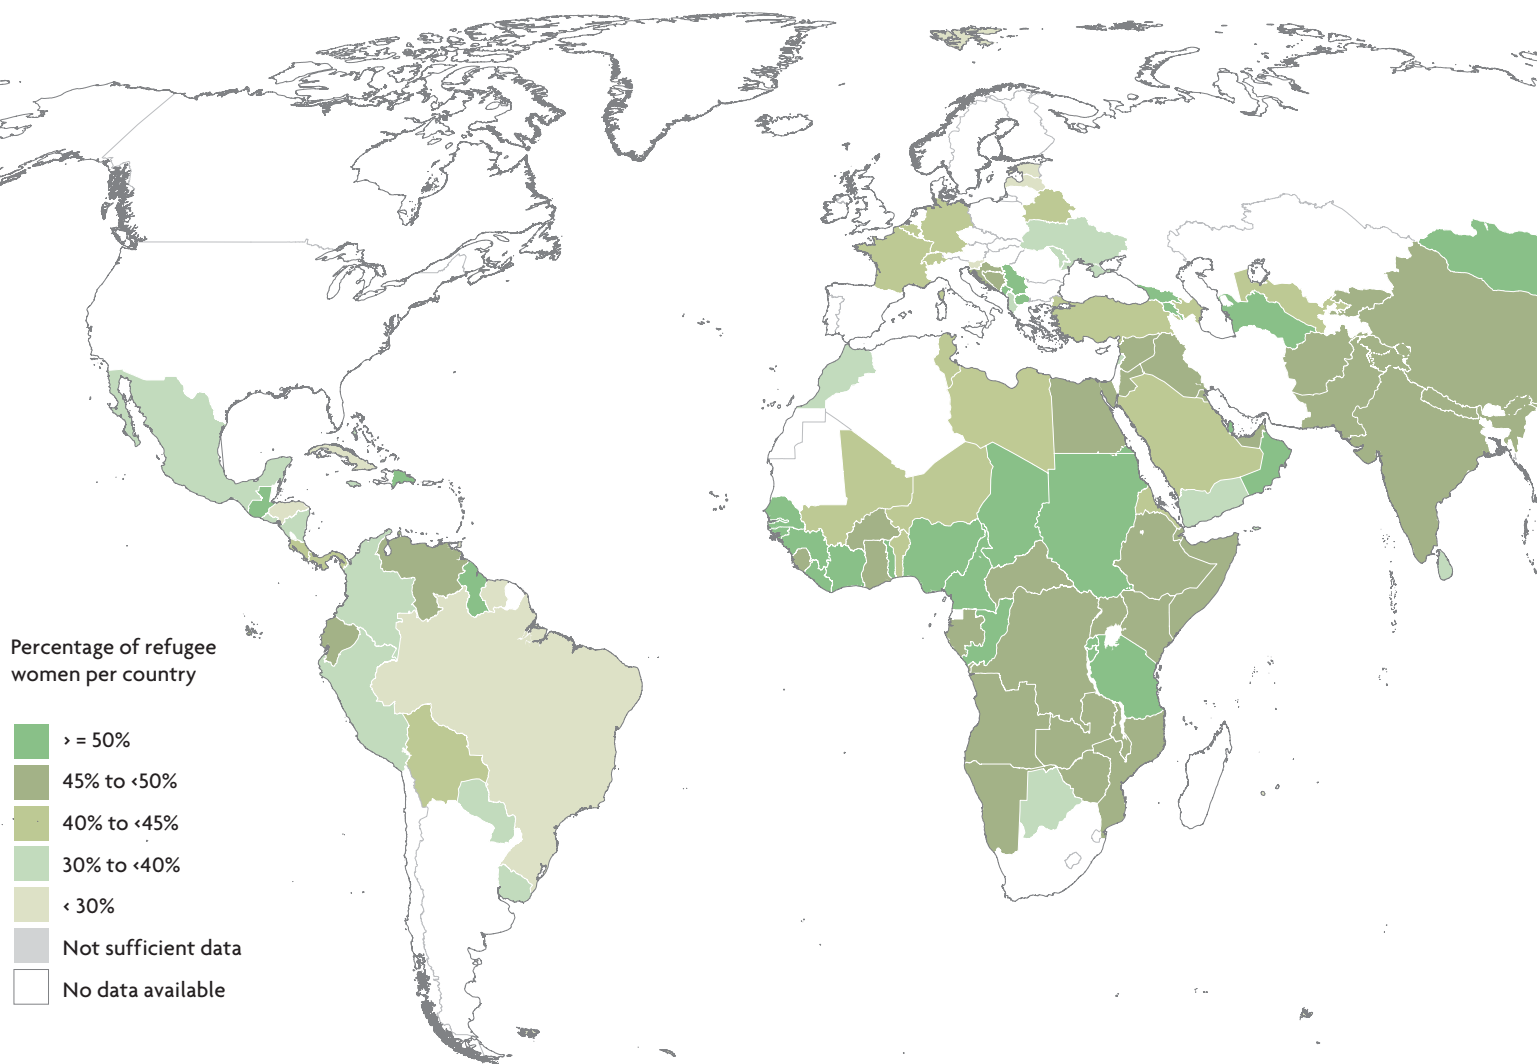 Percentage of refugee
women per country
> = 50%
45% to <50%
40% to <45%
30% to <40%
< 30%
Not sufficient data
No data available